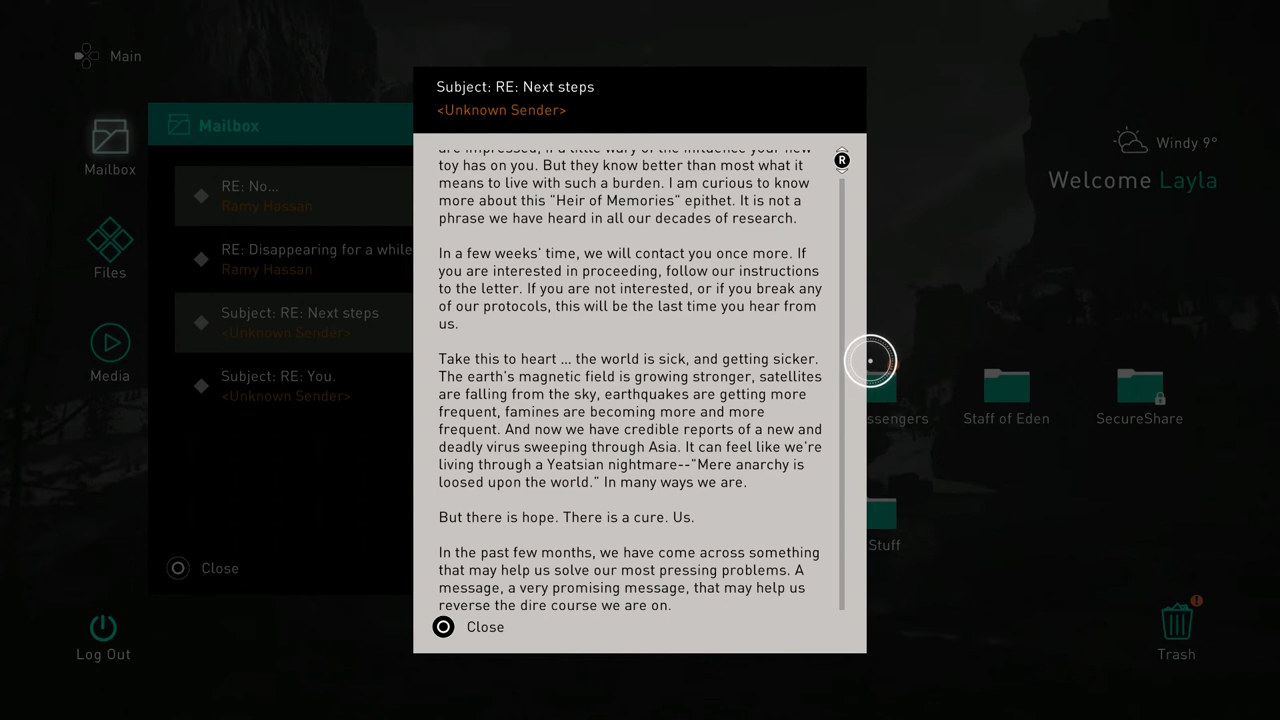 Main
Subject: RE: Next steps
<Unknown Sender>
Mailbox
Mailbox
Files
Media
Log Out
RE: No...
Ramy Hassan
RE: Disappearing for a while
Ramy Hassan
Subject: RE: Next steps
<Unknown Sender>
Subject: RE: You.
<Unknown Sender>
Close
are impressed, if a little wary of the influence your new
toy has on you. But they know better than most what it
means to live with such a burden. I am curious to know
more about this "Heir of Memories" epithet. It is not a
phrase we have heard in all our decades of research.
In a few weeks' time, we will contact you once more. If
you are interested in proceeding, follow our instructions
to the letter. If you are not interested, or if you break any
of our protocols, this will be the last time you hear from
us.
Take this to heart ... the world is sick, and getting sicker.
The earth's magnetic field is growing stronger, satellites
are falling from the sky, earthquakes are getting more
frequent, famines are becoming more and more
frequent. And now we have credible reports of a new and
deadly virus sweeping through Asia. It can feel like we're
living through a Yeatsian nightmare--"Mere anarchy is
loosed upon the world." In many ways we are.
But there is hope. There is a cure. Us.
In the past few months, we have come across something
that may help us solve our most pressing problems. A
message, a very promising message, that may help us
reverse the dire course we are on.
Close
R
Windy 9°
Welcome Layla
ssengers
Staff of Eden
SecureShare
Stuff
Trash